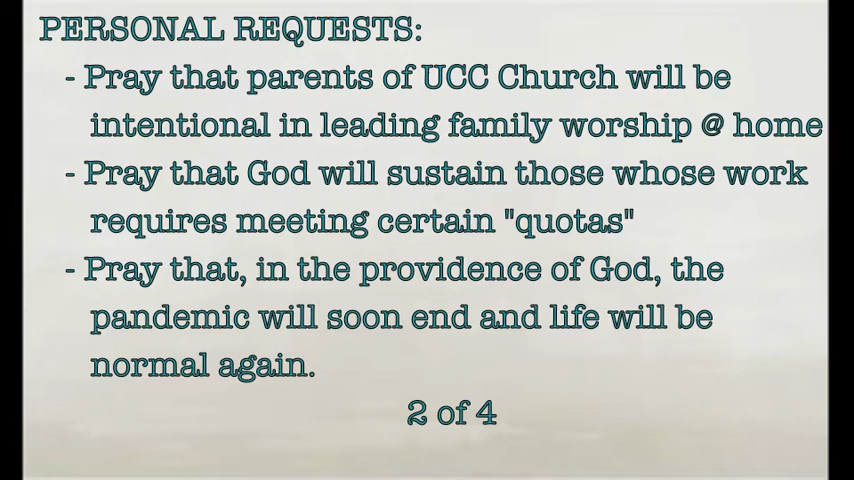 PERSONAL REQUESTS:
- Pray that parents of UCC Church will be
intentional in leading family worship @ home
- Pray that God will sustain those whose work
requires meeting certain "quotas"
- Pray that, in the providence of God, the
pandemic will soon end and life will be
normal again.
2 of 4